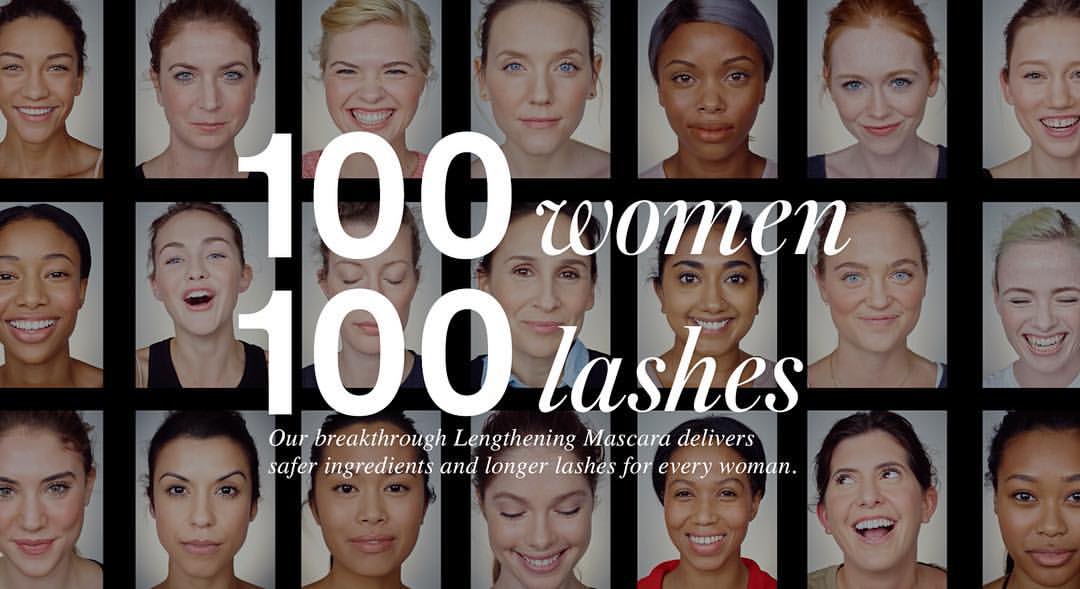 100 women
100 lashes
Our breakthrough Lengthening Mascara delivers
safer ingredients and longer lashes for every woman.